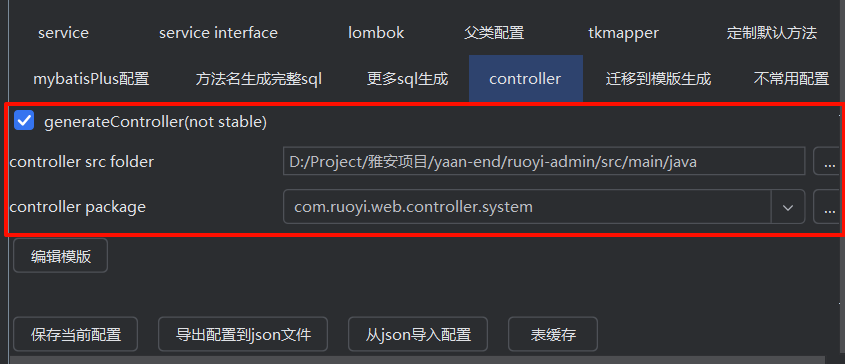 service service interface lombok 父类配置 tkmapper 定制默认方法
mybatisPlus配置 方法名生成完整sql 更多sql生成 controller 迁移到模版生成 不常用配置
generateController(not stable)
controller src folder D:/Project/雅安项目/yaan-end/ruoyi-admin/src/main/java ...
controller package com.ruoyi.web.controller.system ...
编辑模版
保存当前配置 导出配置到json文件 从json导入配置 表缓存